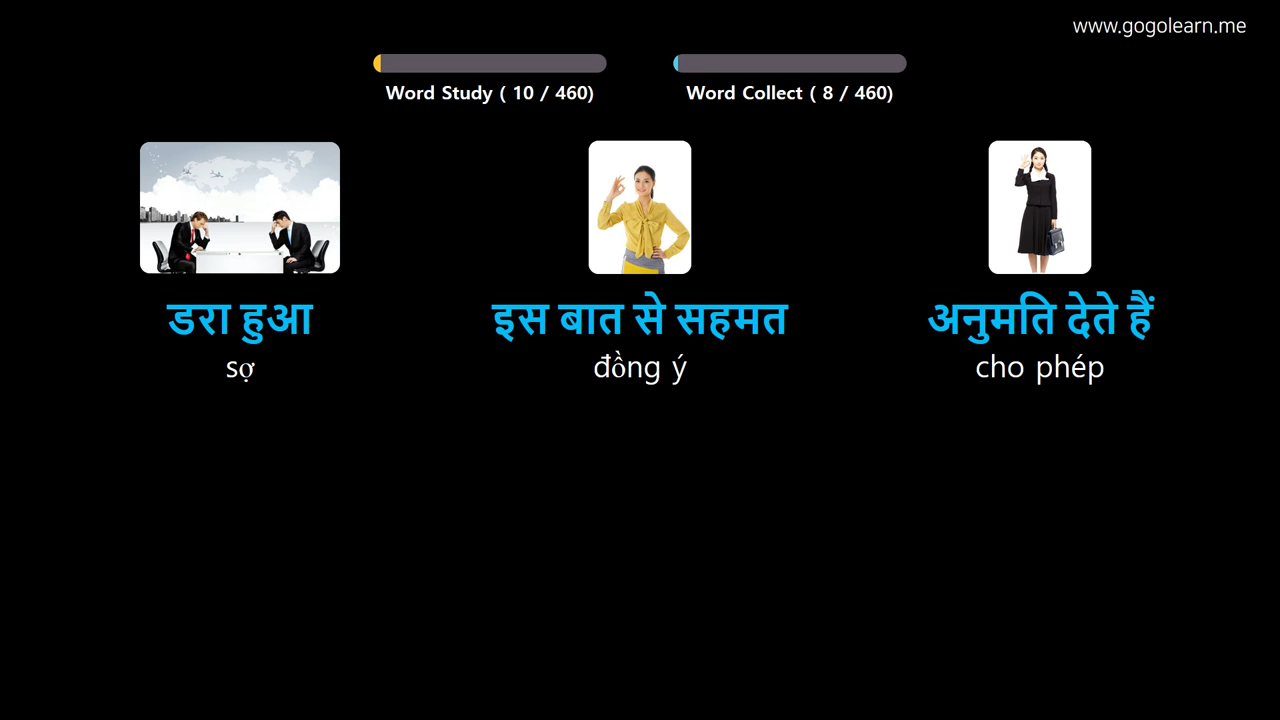 www.gogolearn.me
Word Study ( 10 / 460)
Word Collect ( 8 / 460)
डरा हुआ
इस बात से सहमत
अनुमति देते हैं
sợ
đồng ý
cho phép